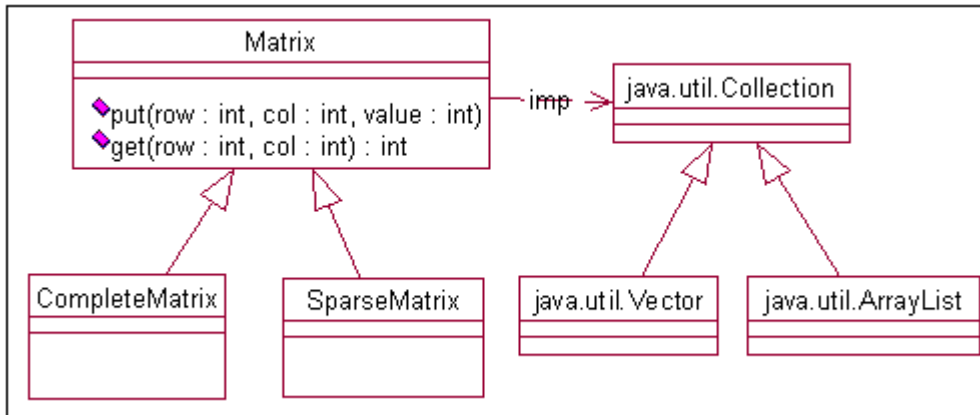 Matrix
put(row : int, col : int, value : int)
get(row : int, col : int) : int
imp
java.util.Collection
CompleteMatrix
SparseMatrix
java.util.Vector
java.util.ArrayList